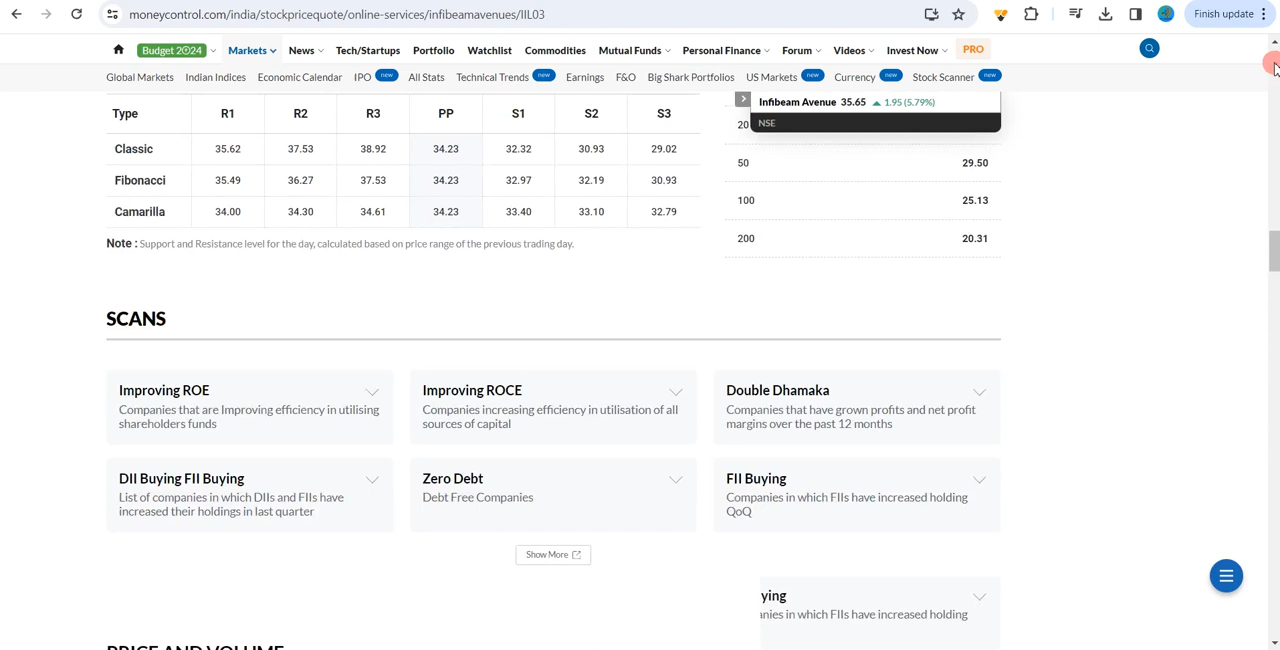 moneycontrol.com/india/stockpricequote/online-services/infibeamavenues/IIL03
Finish update
Budget 2024 Markets News Tech/Startups Portfolio Watchlist Commodities Mutual Funds Personal Finance Forum Videos Invest Now PRO
Global Markets Indian Indices Economic Calendar IPO new All Stats Technical Trends new Earnings F&O Big Shark Portfolios US Markets new Currency new Stock Scanner new
Infibeam Avenue 35.65 1.95 (5.79%)
NSE
Type R1 R2 R3 PP S1 S2 S3
Classic 35.62 37.53 38.92 34.23 32.32 30.93 29.02
Fibonacci 35.49 36.27 37.53 34.23 32.97 32.19 30.93
Camarilla 34.00 34.30 34.61 34.23 33.40 33.10 32.79
20
50 29.50
100 25.13
200 20.31
Note : Support and Resistance level for the day, calculated based on price range of the previous trading day.
SCANS
Improving ROE
Companies that are Improving efficiency in utilising
shareholders funds
Improving ROCE
Companies increasing efficiency in utilisation of all
sources of capital
Double Dhamaka
Companies that have grown profits and net profit
margins over the past 12 months
DII Buying FII Buying
List of companies in which DIIs and FIIs have
increased their holdings in last quarter
Zero Debt
Debt Free Companies
FII Buying
Companies in which FIIs have increased holding
QoQ
Show More
ying
anies in which FIIs have increased holding
PRICE AND VOLUME